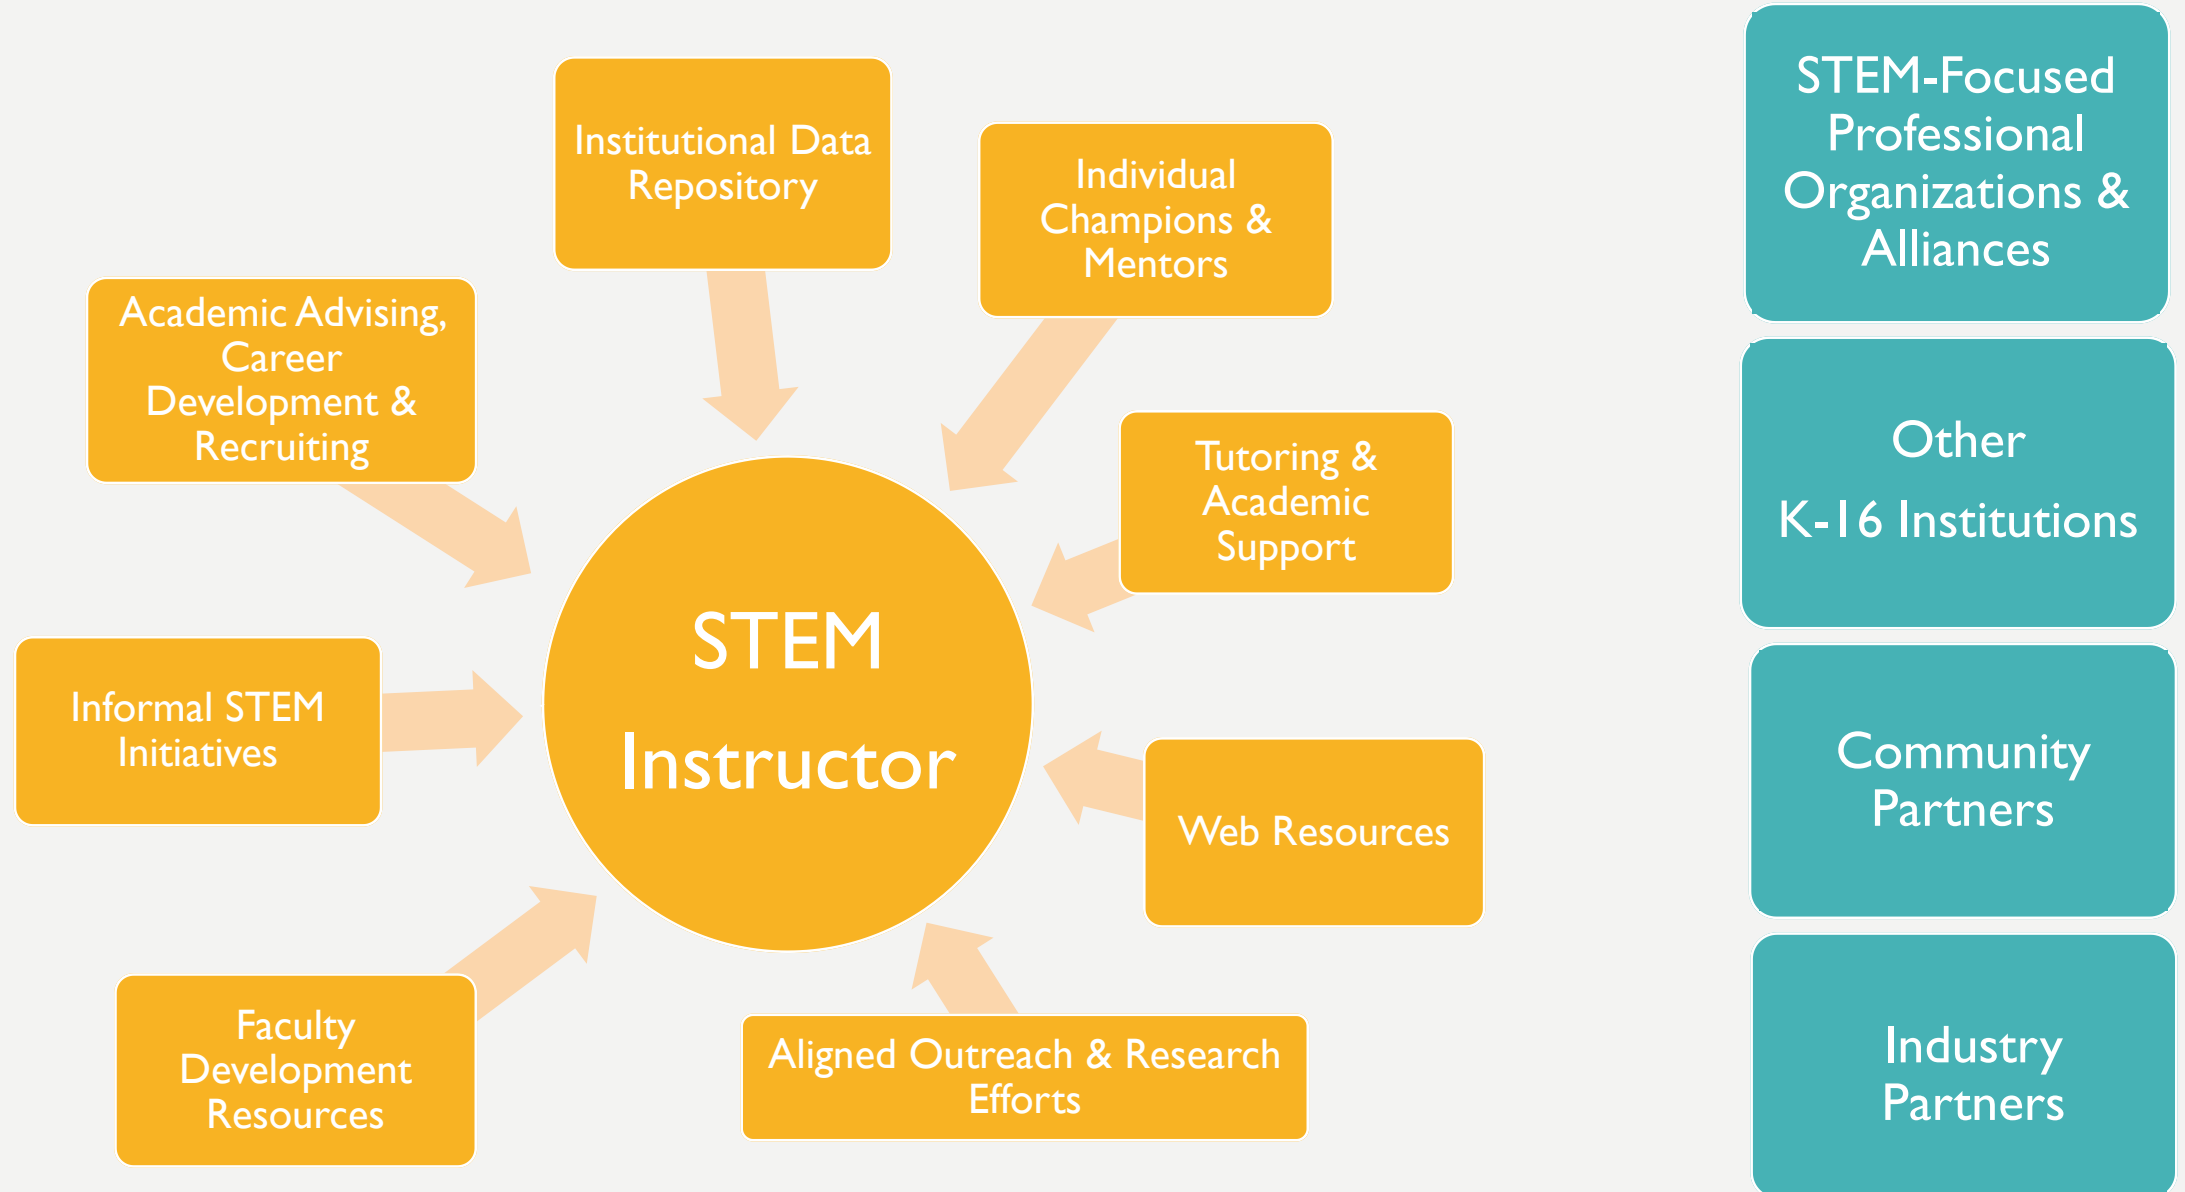 Institutional Data
Repository
Individual
Champions &
Mentors
Academic Advising,
Career
Development &
Recruiting
Tutoring &
Academic
Support
STEM
Instructor
Informal STEM
Initiatives
Web Resources
Faculty
Development
Resources
Aligned Outreach & Research
Efforts
STEM-Focused
Professional
Organizations &
Alliances
Other
K-16 Institutions
Community
Partners
Industry
Partners